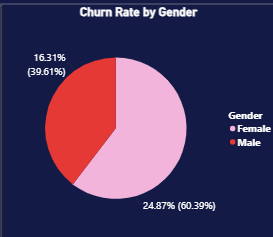 Churn Rate by Gender
16.31%
(39.61%)
Gender
Female
Male
24.87% (60.39%)